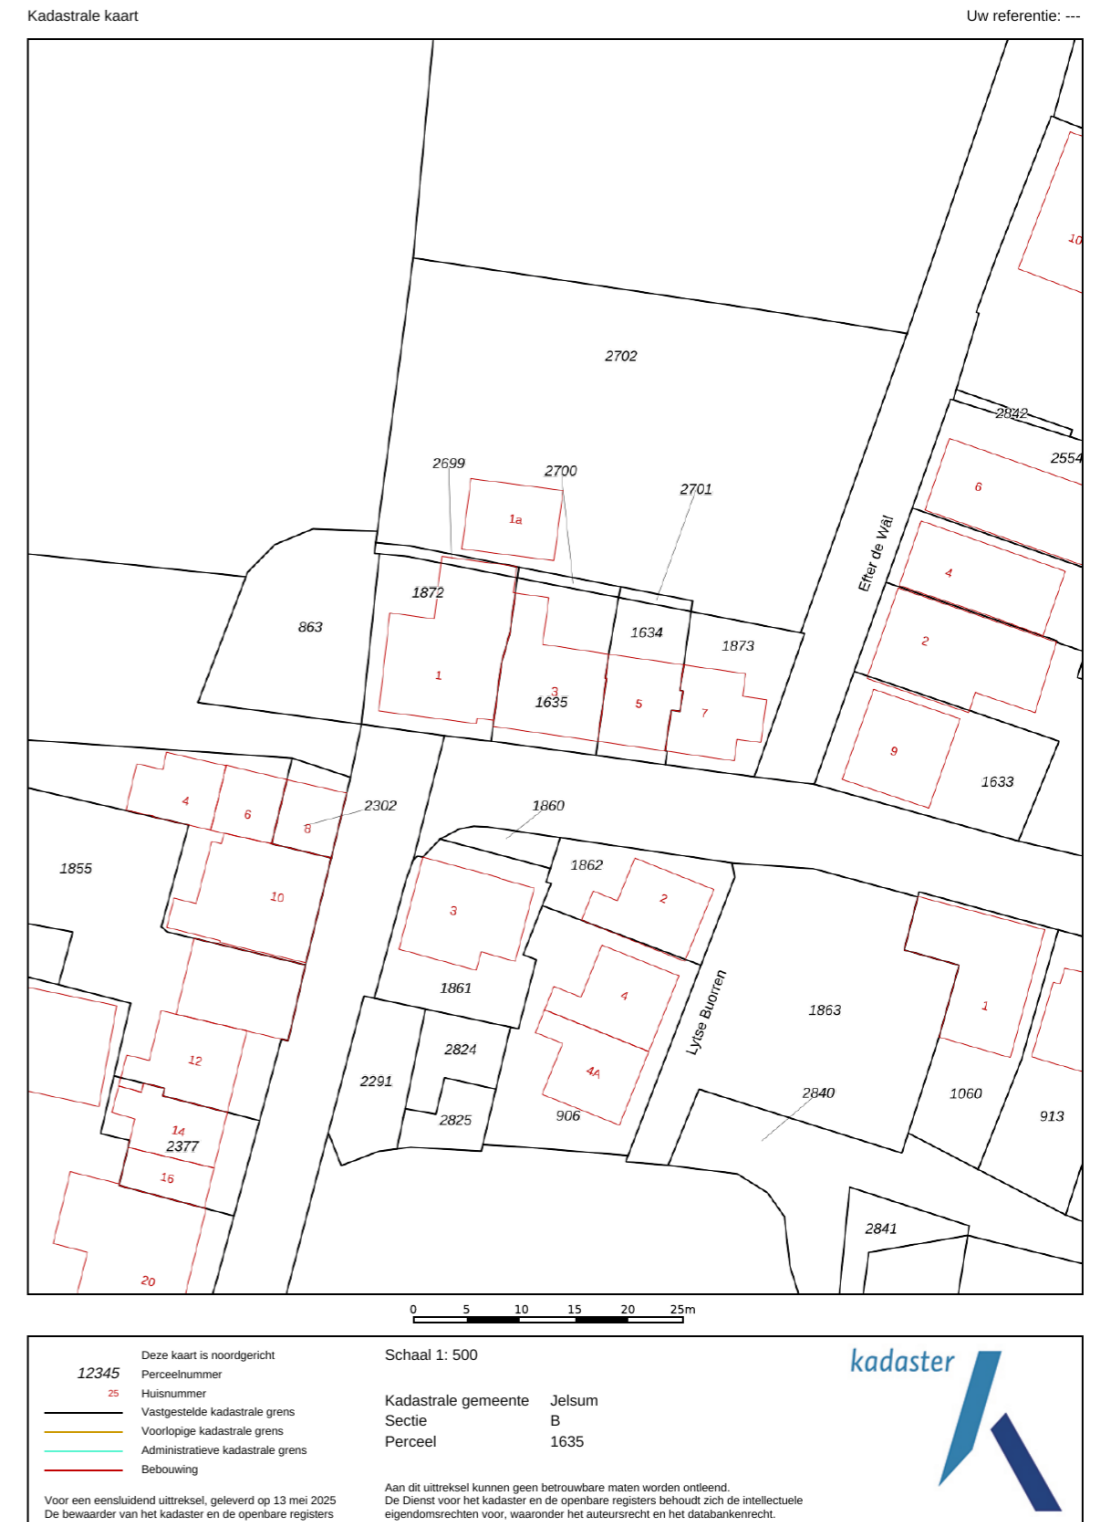 Kadastrale kaart
Uw referentie: ---
10
2702
2842
2554
2699
2700
2701
6
1a
Efter de Wâl
4
1872
863
1634
1873
2
1
3
1635
5
7
9
1633
4
6
8
2302
1860
1855
1862
10
3
2
1861
4
Lytse Buorren
1863
1
2824
12
2291
4A
2840
1060
2825
906
913
14
2377
16
2841
20
0 5 10 15 20 25m
Deze kaart is noordgericht
12345 Perceelnummer
25 Huisnummer
Vastgestelde kadastrale grens
Voorlopige kadastrale grens
Administratieve kadastrale grens
Bebouwing
Voor een eensluidend uittreksel, geleverd op 13 mei 2025
De bewaarder van het kadaster en de openbare registers
Schaal 1: 500
Kadastrale gemeente Jelsum
Sectie B
Perceel 1635
Aan dit uittreksel kunnen geen betrouwbare maten worden ontleend.
De Dienst voor het kadaster en de openbare registers behoudt zich de intellectuele
eigendomsrechten voor, waaronder het auteursrecht en het databankenrecht.
kadaster